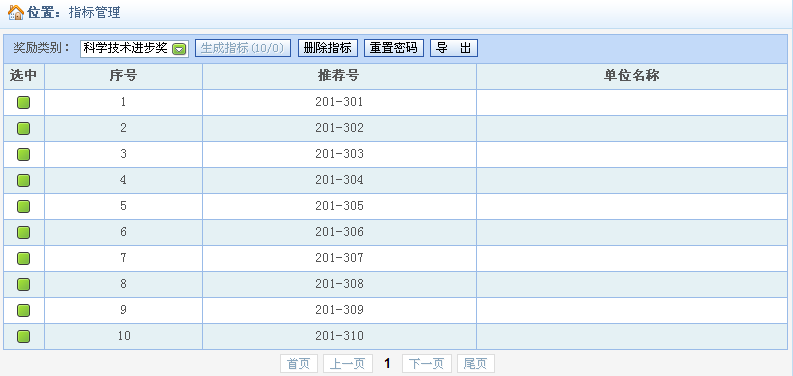 位置：指标管理
奖励类别： 科学技术进步奖 生成指标(10/0) 删除指标 重置密码 导 出
选中 序号 推荐号 单位名称
1 201-301
2 201-302
3 201-303
4 201-304
5 201-305
6 201-306
7 201-307
8 201-308
9 201-309
10 201-310
首页 上一页 1 下一页 尾页